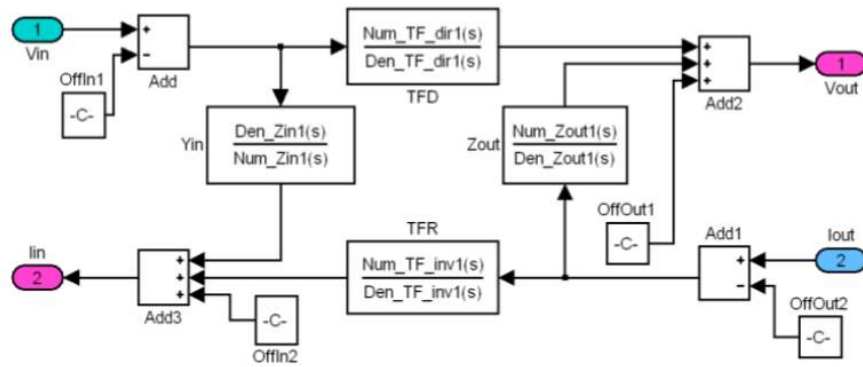 1
Vin
+
−
Add
OffIn1
-C-
Num_TF_dir1(s)
Den_TF_dir1(s)
TFD
+
+
+
Add2
1
Vout
Yin
Den_Zin1(s)
Num_Zin1(s)
Zout
Num_Zout1(s)
Den_Zout1(s)
OffOut1
-C-
Iin
2
+
+
+
Add3
-C-
OffIn2
TFR
Num_TF_inv1(s)
Den_TF_inv1(s)
Add1
+
−
Iout
2
OffOut2
-C-